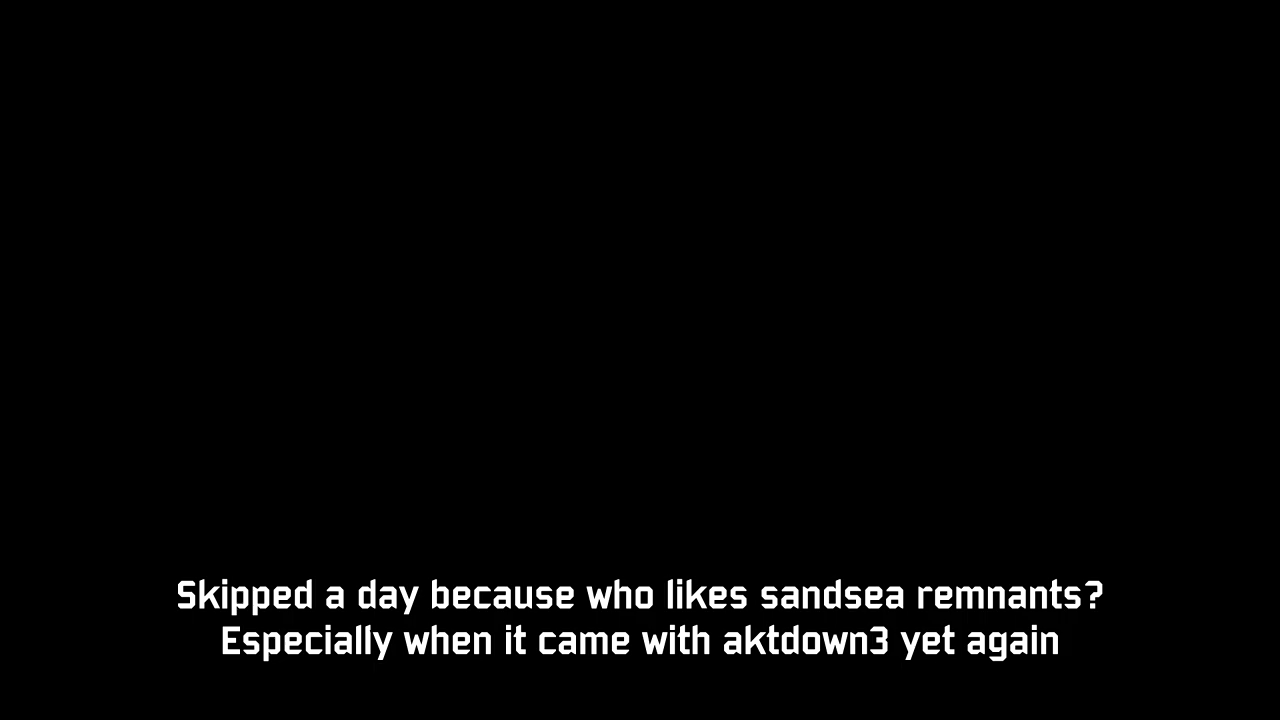 Skipped a day because who likes sandsea remnants?
Especially when it came with aktdown3 yet again